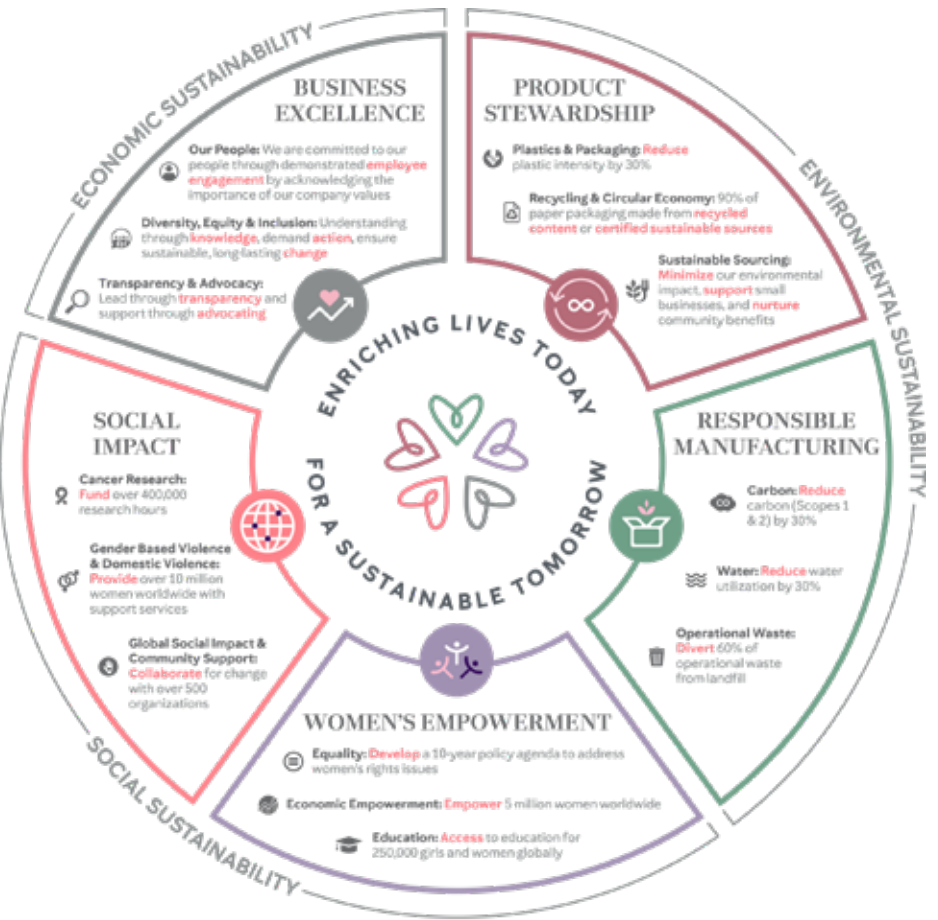 ECONOMIC SUSTAINABILITY
BUSINESS
EXCELLENCE
Our People: We are committed to our
people through demonstrated employee
engagement by acknowledging the
importance of our company values
Diversity, Equity & Inclusion: Understanding
through knowledge, demand action, ensure
sustainable, long-lasting change
Transparency & Advocacy:
Lead through transparency and
support through advocating
ENVIRONMENTAL SUSTAINABILITY
PRODUCT
STEWARDSHIP
Plastics & Packaging: Reduce
plastic intensity by 30%
Recycling & Circular Economy: 90% of
paper packaging made from recycled
content or certified sustainable sources
Sustainable Sourcing:
Minimize our environmental
impact, support small
businesses, and nurture
community benefits
RESPONSIBLE
MANUFACTURING
Carbon: Reduce
carbon (Scopes 1
& 2) by 30%
Water: Reduce water
utilization by 30%
Operational Waste:
Divert 60% of
operational waste
from landfill
SOCIAL SUSTAINABILITY
WOMEN'S EMPOWERMENT
Equality: Develop a 10-year policy agenda to address
women's rights issues
Economic Empowerment: Empower 5 million women worldwide
Education: Access to education for
250,000 girls and women globally
SOCIAL
IMPACT
Cancer Research:
Fund over 400,000
research hours
Gender Based Violence
& Domestic Violence:
Provide over 10 million
women worldwide with
support services
Global Social Impact &
Community Support:
Collaborate for change
with over 500
organizations
ENRICHING LIVES TODAY
FOR A SUSTAINABLE TOMORROW